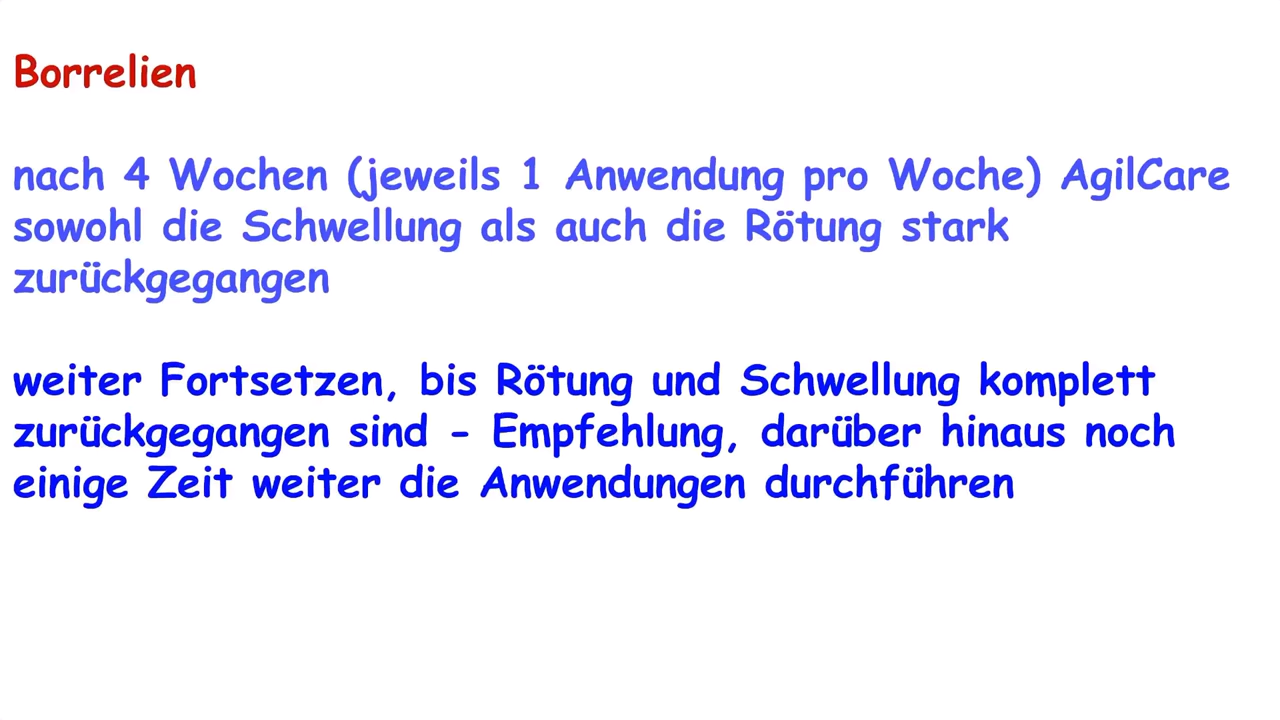 Borrelien
nach 4 Wochen (jeweils 1 Anwendung pro Woche) AgilCare
sowohl die Schwellung als auch die Rötung stark
zurückgegangen
weiter Fortsetzen, bis Rötung und Schwellung komplett
zurückgegangen sind - Empfehlung, darüber hinaus noch
einige Zeit weiter die Anwendungen durchführen